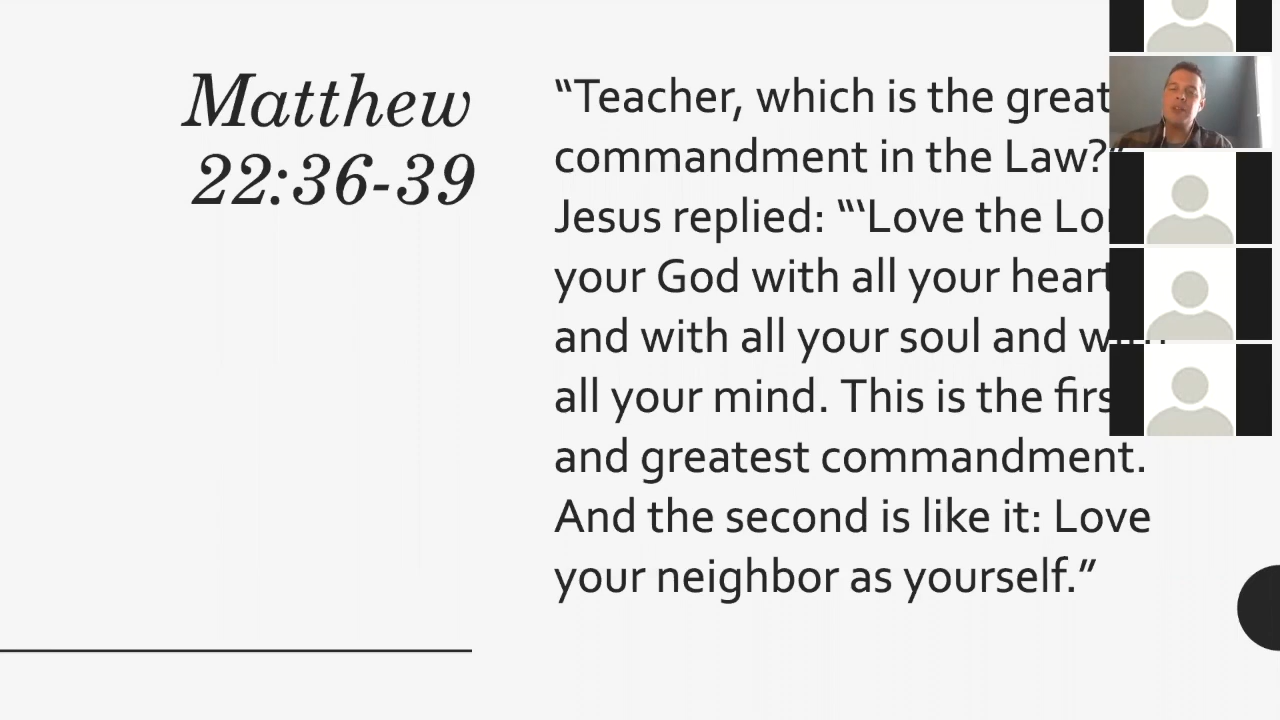 Matthew
22:36-39
“Teacher, which is the great
commandment in the Law?”
Jesus replied: “‘Love the
your God with all your heart
and with all your soul and
all your mind. This is the
and greatest commandment.
And the second is like it: Love
your neighbor as yourself.”